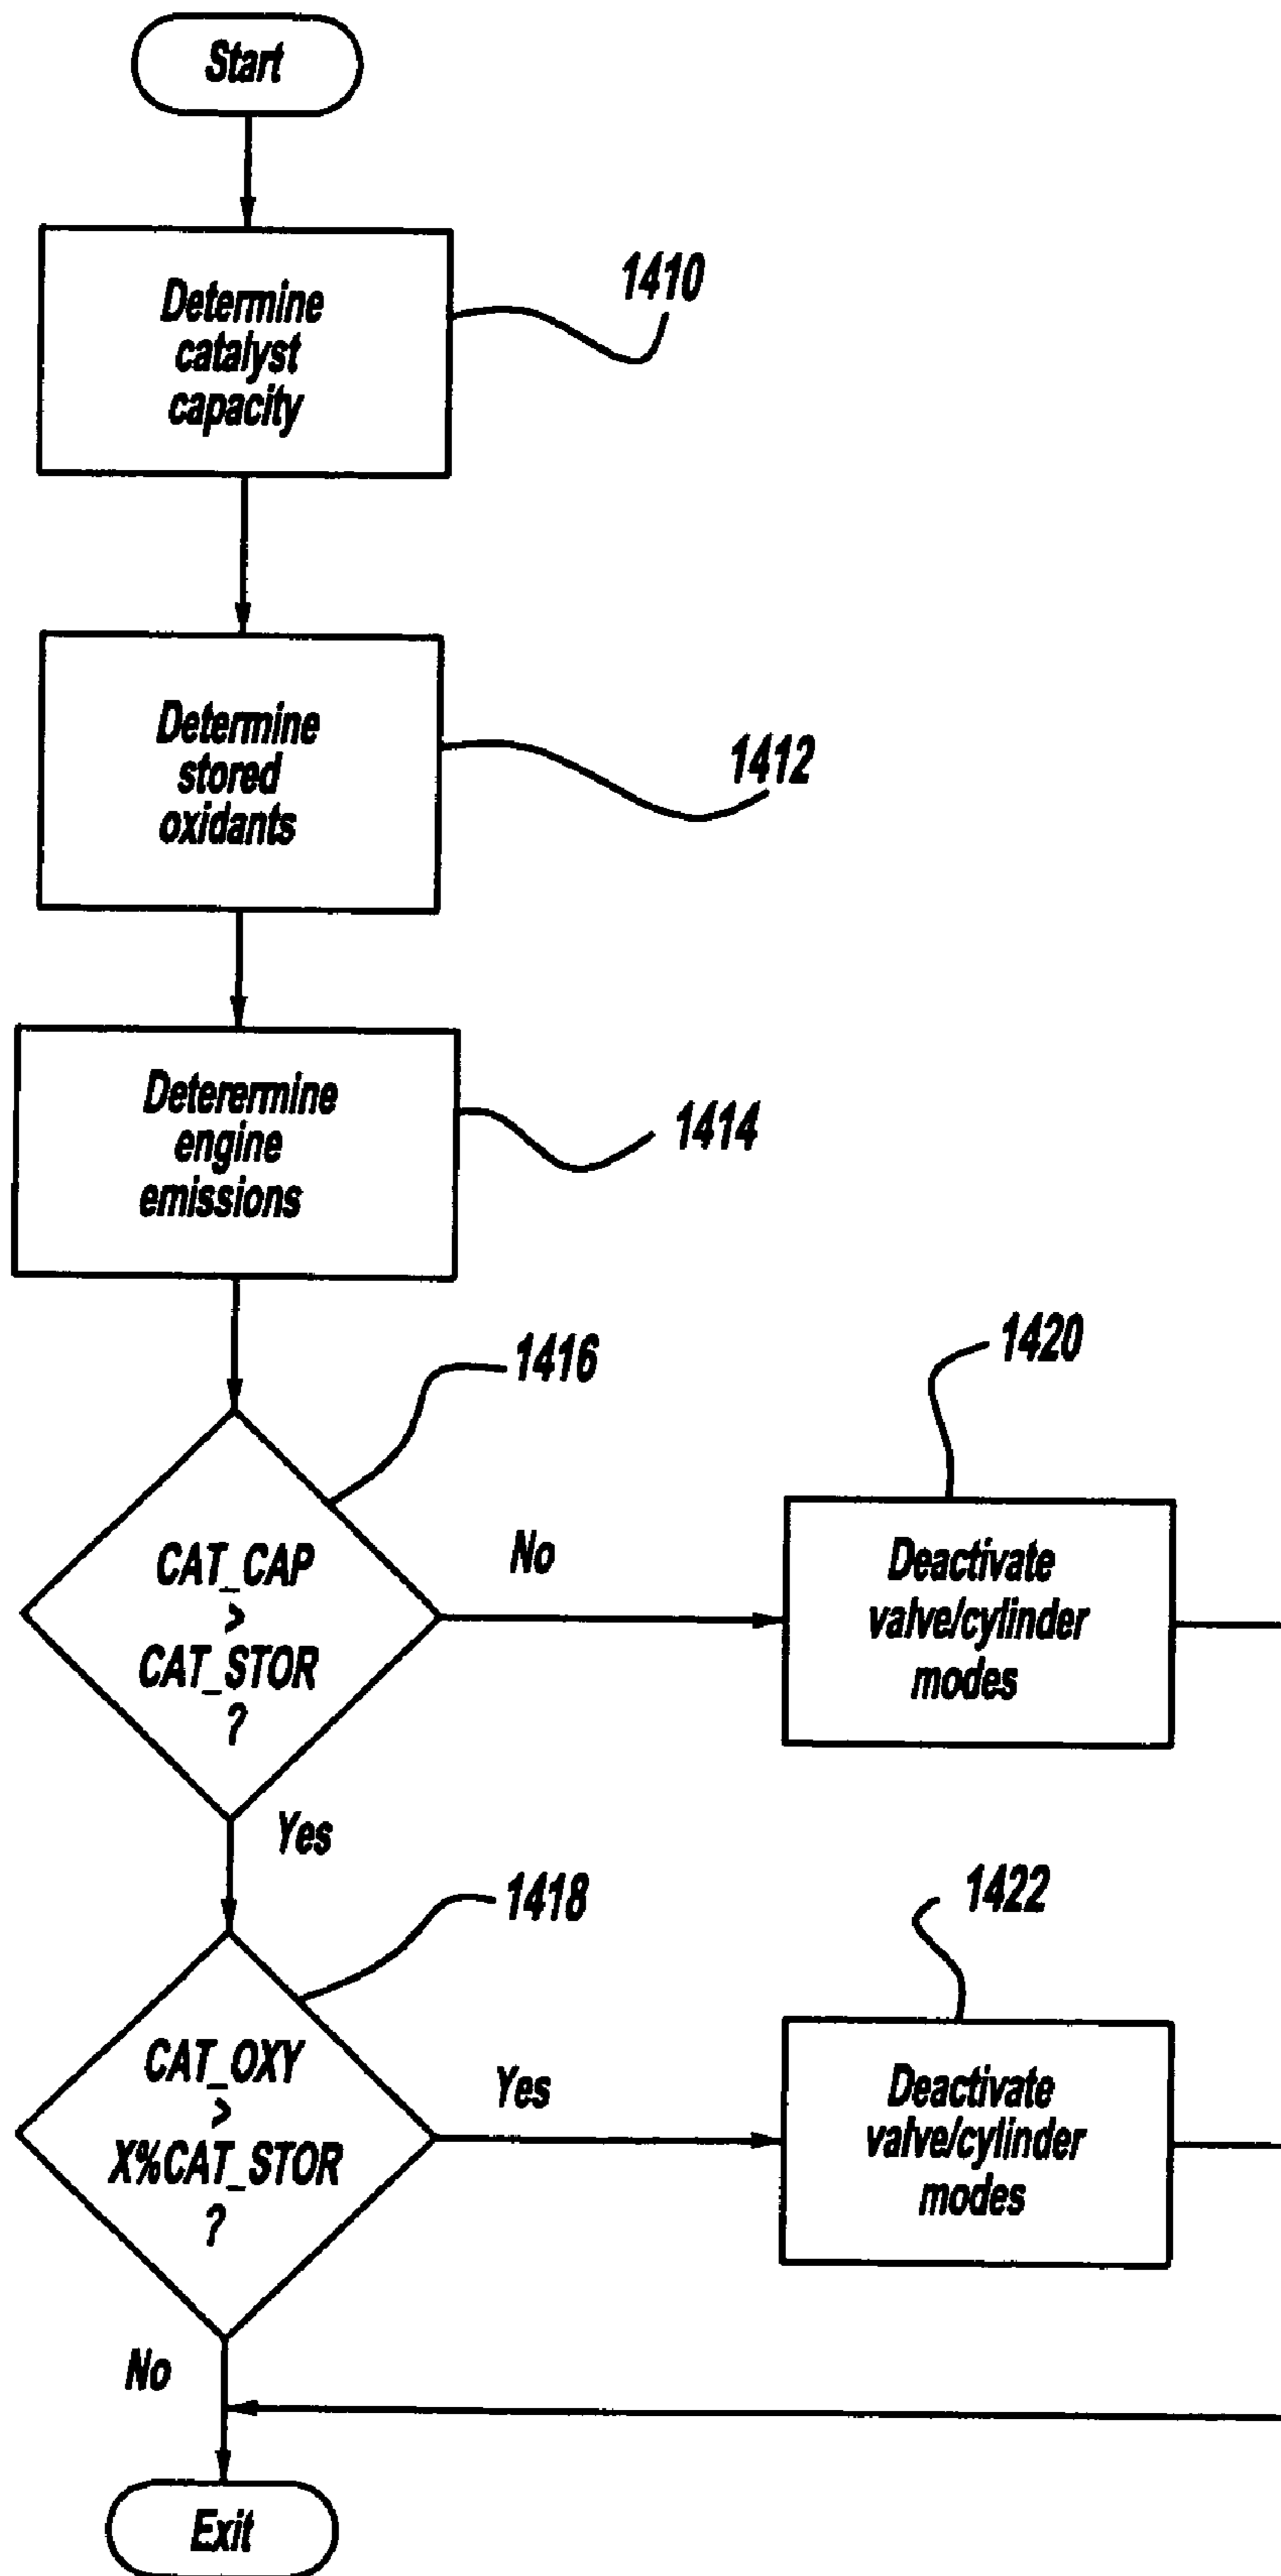 Start
1410
Determine
catalyst
capacity
1412
Determine
stored
oxidants
1414
Deterermine
engine
emissions
1416
CAT_CAP
>
CAT_STOR
?
No
1420
Deactivate
valve/cylinder
modes
Yes
1418
CAT_OXY
>
X%CAT_STOR
?
Yes
1422
Deactivate
valve/cylinder
modes
No
Exit